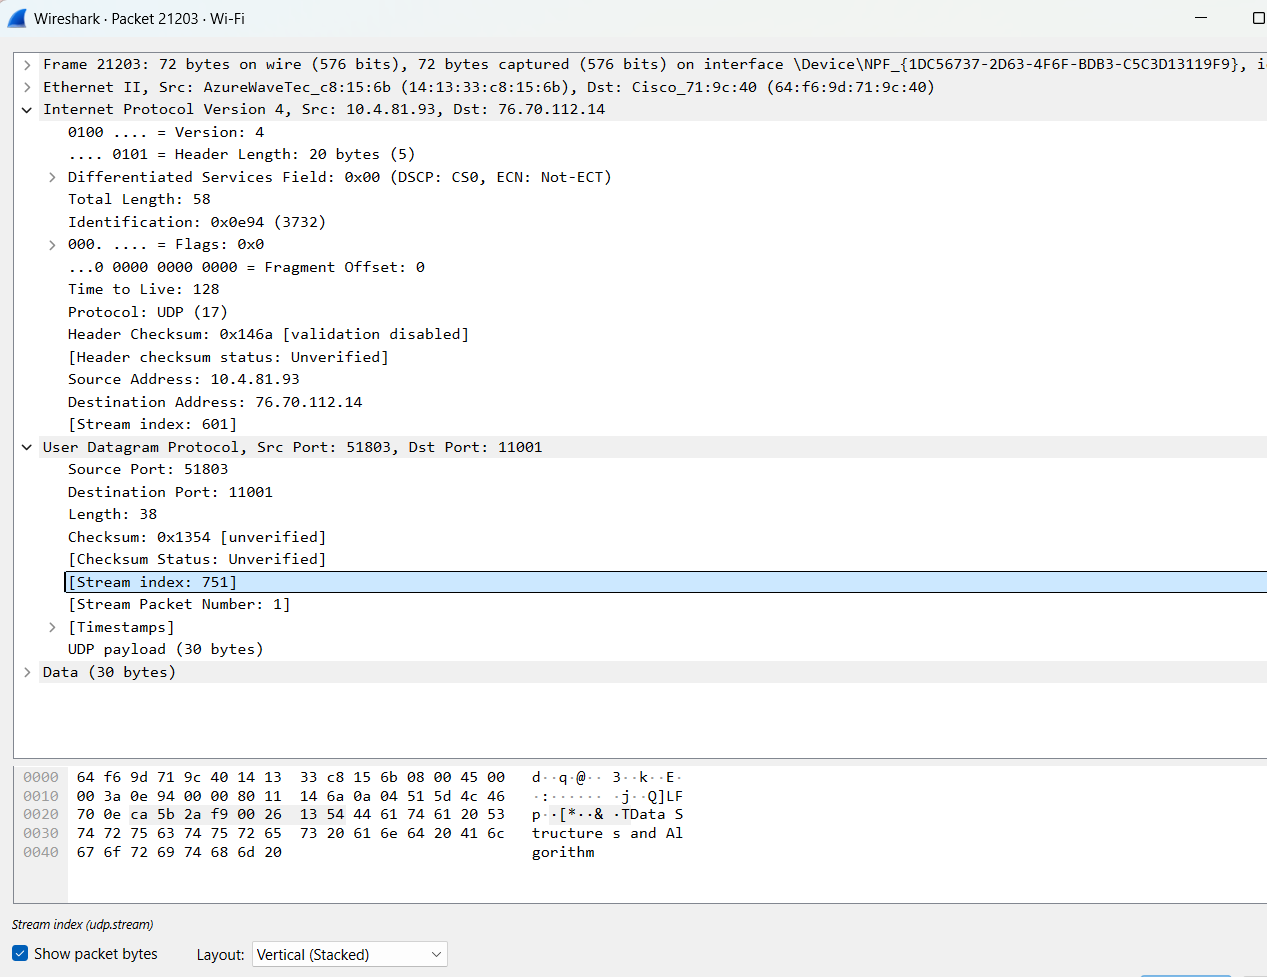 Wireshark · Packet 21203 · Wi-Fi
Frame 21203: 72 bytes on wire (576 bits), 72 bytes captured (576 bits) on interface \Device\NPF_{1DC56737-2D63-4F6F-BDB3-C5C3D13119F9}, i
Ethernet II, Src: AzureWaveTec_c8:15:6b (14:13:33:c8:15:6b), Dst: Cisco_71:9c:40 (64:f6:9d:71:9c:40)
Internet Protocol Version 4, Src: 10.4.81.93, Dst: 76.70.112.14
0100 .... = Version: 4
.... 0101 = Header Length: 20 bytes (5)
Differentiated Services Field: 0x00 (DSCP: CS0, ECN: Not-ECT)
Total Length: 58
Identification: 0x0e94 (3732)
000. .... = Flags: 0x0
...0 0000 0000 0000 = Fragment Offset: 0
Time to Live: 128
Protocol: UDP (17)
Header Checksum: 0x146a [validation disabled]
[Header checksum status: Unverified]
Source Address: 10.4.81.93
Destination Address: 76.70.112.14
[Stream index: 601]
User Datagram Protocol, Src Port: 51803, Dst Port: 11001
Source Port: 51803
Destination Port: 11001
Length: 38
Checksum: 0x1354 [unverified]
[Checksum Status: Unverified]
[Stream index: 751]
[Stream Packet Number: 1]
[Timestamps]
UDP payload (30 bytes)
Data (30 bytes)
0000 64 f6 9d 71 9c 40 14 13 33 c8 15 6b 08 00 45 00 d··q·@·· 3··k··E·
0010 00 3a 0e 94 00 00 80 11 14 6a 0a 04 51 5d 4c 46 ·:······ ·j··Q]LF
0020 70 0e ca 5b 2a f9 00 26 13 54 44 61 74 61 20 53 p··[*··& ·TData S
0030 74 72 75 63 74 75 72 65 73 20 61 6e 64 20 41 6c tructure s and Al
0040 67 6f 72 69 74 68 6d 20 gorithm
Stream index (udp.stream)
Show packet bytes Layout: Vertical (Stacked)